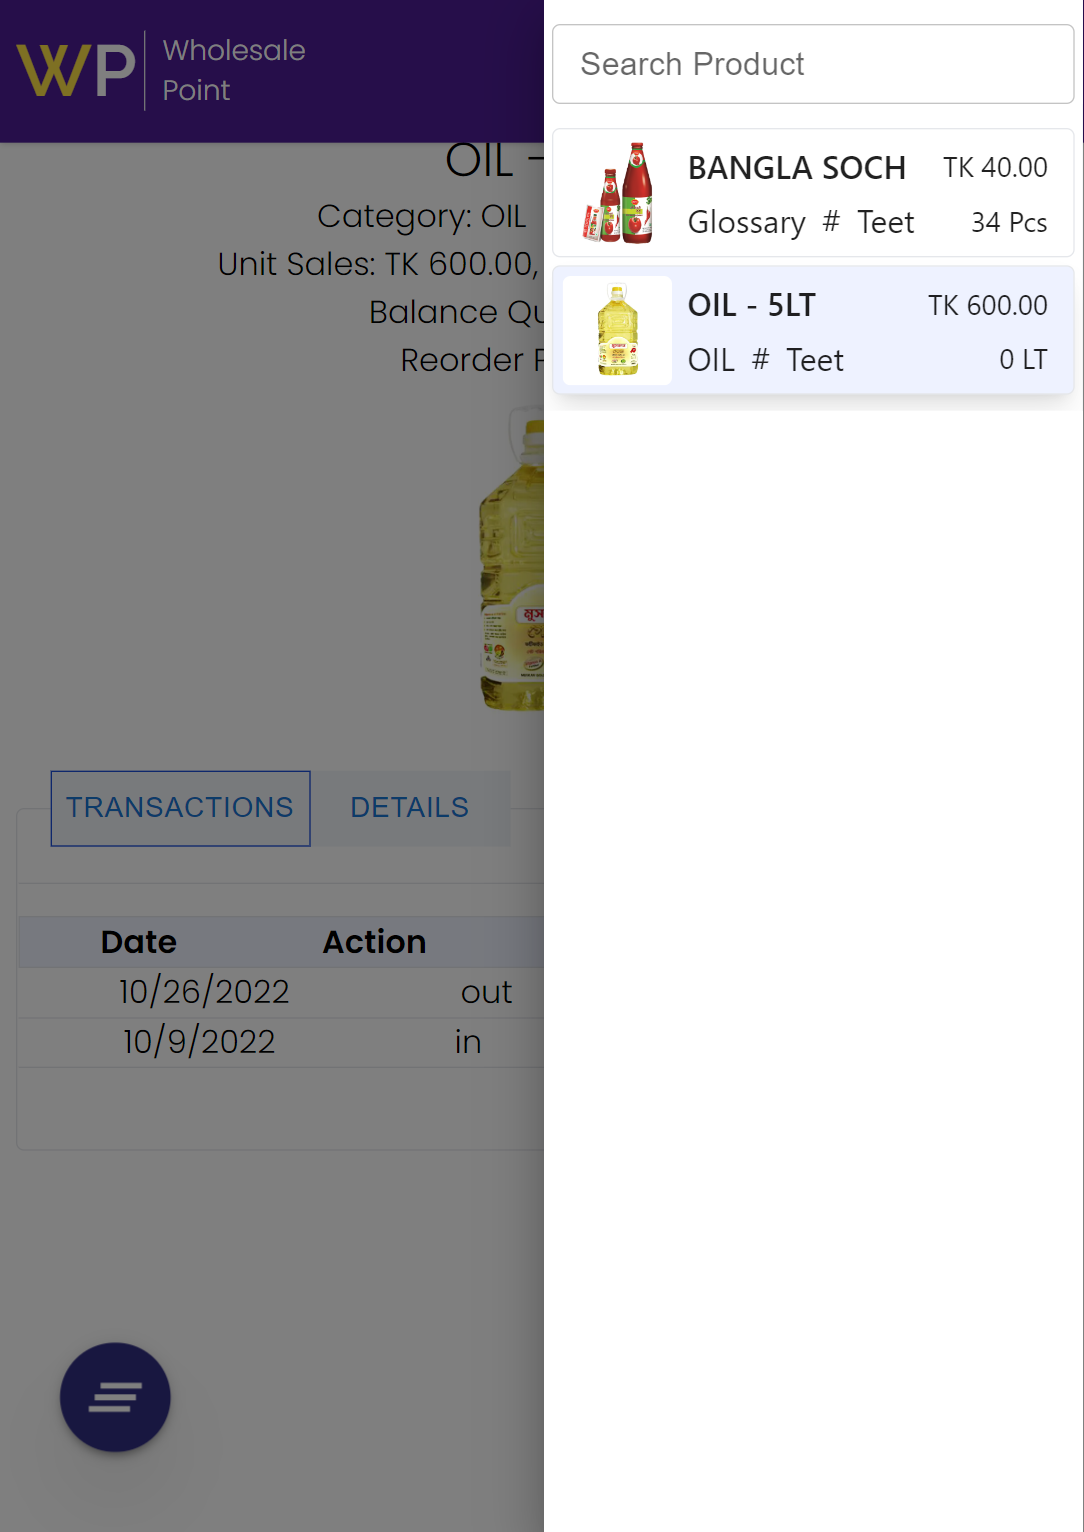 WP
Wholesale
Point
OIL -
Category: OIL
Unit Sales: TK 600.00,
Balance Qu
Reorder
TRANSACTIONS
DETAILS
Date Action
10/26/2022 out
10/9/2022 in
Search Product
BANGLA SOCH TK 40.00
Glossary # Teet 34 Pcs
OIL - 5LT TK 600.00
OIL # Teet 0 LT